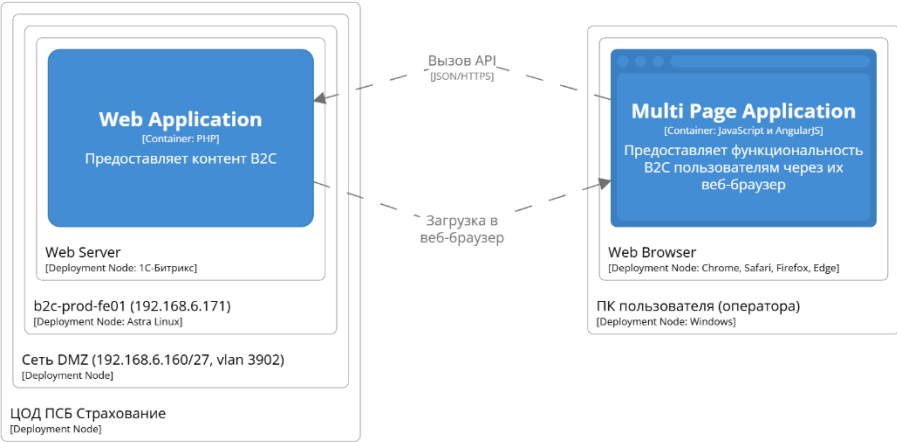 Web Application
[Container: PHP]
Предоставляет контент B2C
Web Server
[Deployment Node: 1С-Битрикс]
b2c-prod-fe01 (192.168.6.171)
[Deployment Node: Astra Linux]
Сеть DMZ (192.168.6.160/27, vlan 3902)
[Deployment Node]
ЦОД ПСБ Страхование
[Deployment Node]
Вызов API
[JSON/HTTPS]
Загрузка в
веб-браузер
Multi Page Application
[Container: JavaScript и AngularJS]
Предоставляет функциональность
B2C пользователям через их
веб-браузер
Web Browser
[Deployment Node: Chrome, Safari, Firefox, Edge]
ПК пользователя (оператора)
[Deployment Node: Windows]